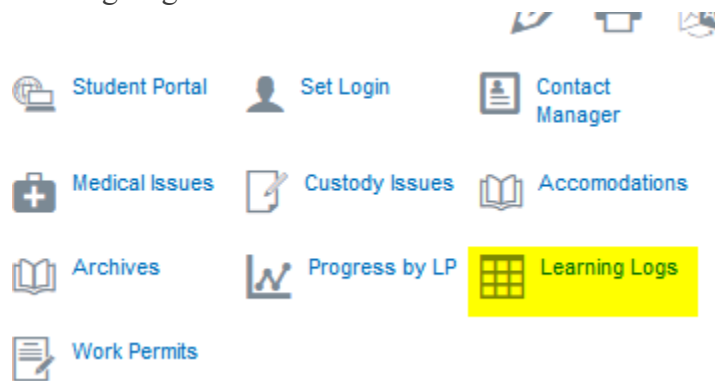 Student Portal
Set Login
Contact
Manager
Medical Issues
Custody Issues
Accomodations
Archives
Progress by LP
Learning Logs
Work Permits